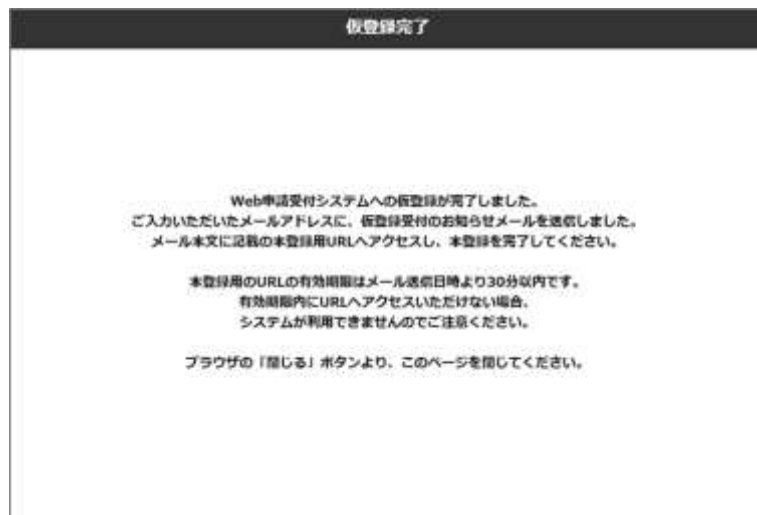 仮登録完了
Web申請受付システムへの仮登録が完了しました。
ご入力いただいたメールアドレスに、仮登録受付のお知らせメールを送信しました。
メール本文に記載の本登録用URLへアクセスし、本登録を完了してください。
本登録用のURLの有効期限はメール送信日時より30分以内です。
有効期限内にURLへアクセスいただけない場合、
システムが利用できませんのでご注意ください。
ブラウザの「閉じる」ボタンより、このページを閉じてください。